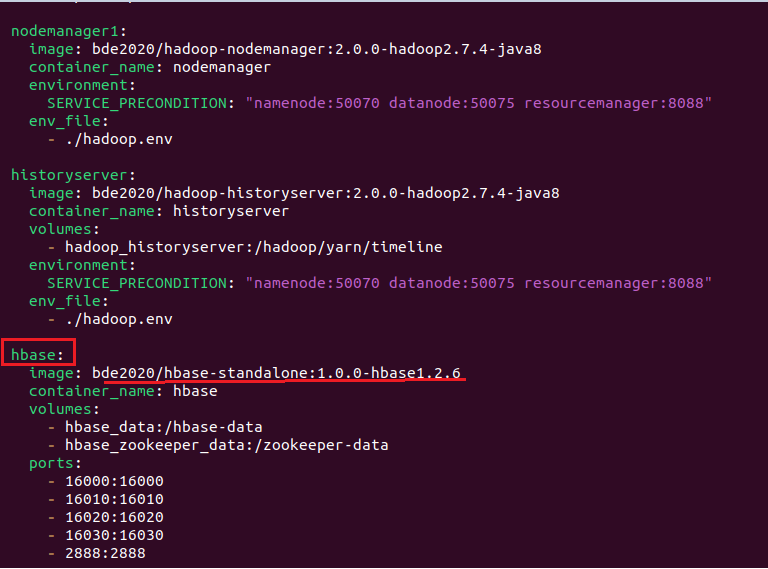 nodemanager1:
  image: bde2020/hadoop-nodemanager:2.0.0-hadoop2.7.4-java8
  container_name: nodemanager
  environment:
    SERVICE_PRECONDITION: "namenode:50070 datanode:50075 resourcemanager:8088"
  env_file:
    - ./hadoop.env
historyserver:
  image: bde2020/hadoop-historyserver:2.0.0-hadoop2.7.4-java8
  container_name: historyserver
  volumes:
    - hadoop_historyserver:/hadoop/yarn/timeline
  environment:
    SERVICE_PRECONDITION: "namenode:50070 datanode:50075 resourcemanager:8088"
  env_file:
    - ./hadoop.env
hbase:
  image: bde2020/hbase-standalone:1.0.0-hbase1.2.6
  container_name: hbase
  volumes:
    - hbase_data:/hbase-data
    - hbase_zookeeper_data:/zookeeper-data
  ports:
    - 16000:16000
    - 16010:16010
    - 16020:16020
    - 16030:16030
    - 2888:2888